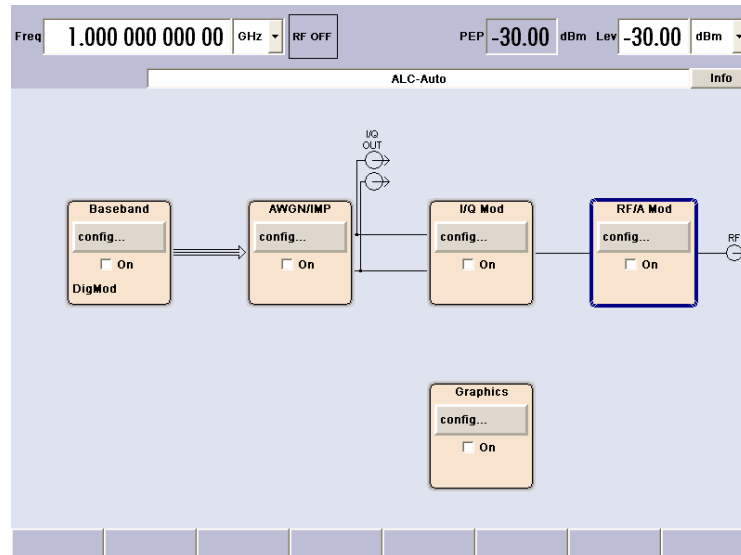 Freq 1.000 000 000 00 GHz RF OFF PEP -30.00 dBm Lev -30.00 dBm
ALC-Auto Info
I/Q
OUT
Baseband AWGN/IMP I/Q Mod RF/A Mod
config... config... config... config... RF
On On On On
DigMod
Graphics
config...
On